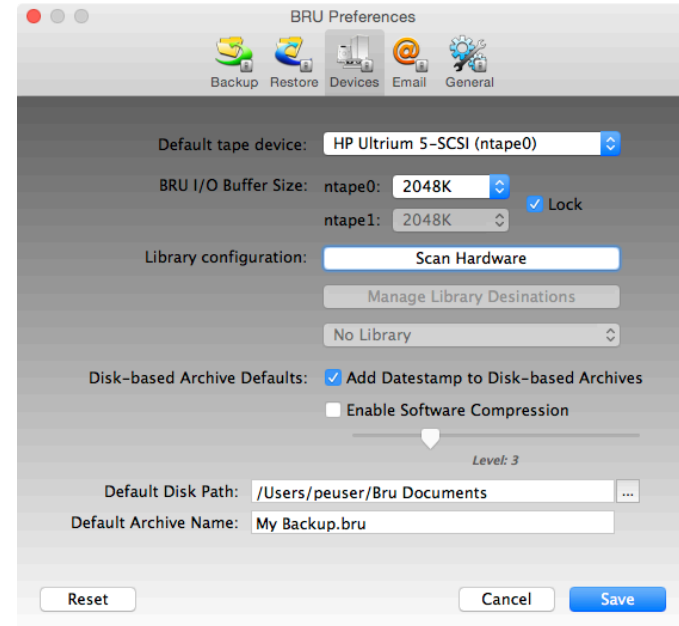 BRU Preferences
Backup Restore Devices Email General
Default tape device: HP Ultrium 5-SCSI (ntape0)
BRU I/O Buffer Size: ntape0: 2048K
Lock
ntape1: 2048K
Library configuration: Scan Hardware
Manage Library Desinations
No Library
Disk-based Archive Defaults: Add Datestamp to Disk-based Archives
Enable Software Compression
Level: 3
Default Disk Path: /Users/peuser/Bru Documents ...
Default Archive Name: My Backup.bru
Reset Cancel Save